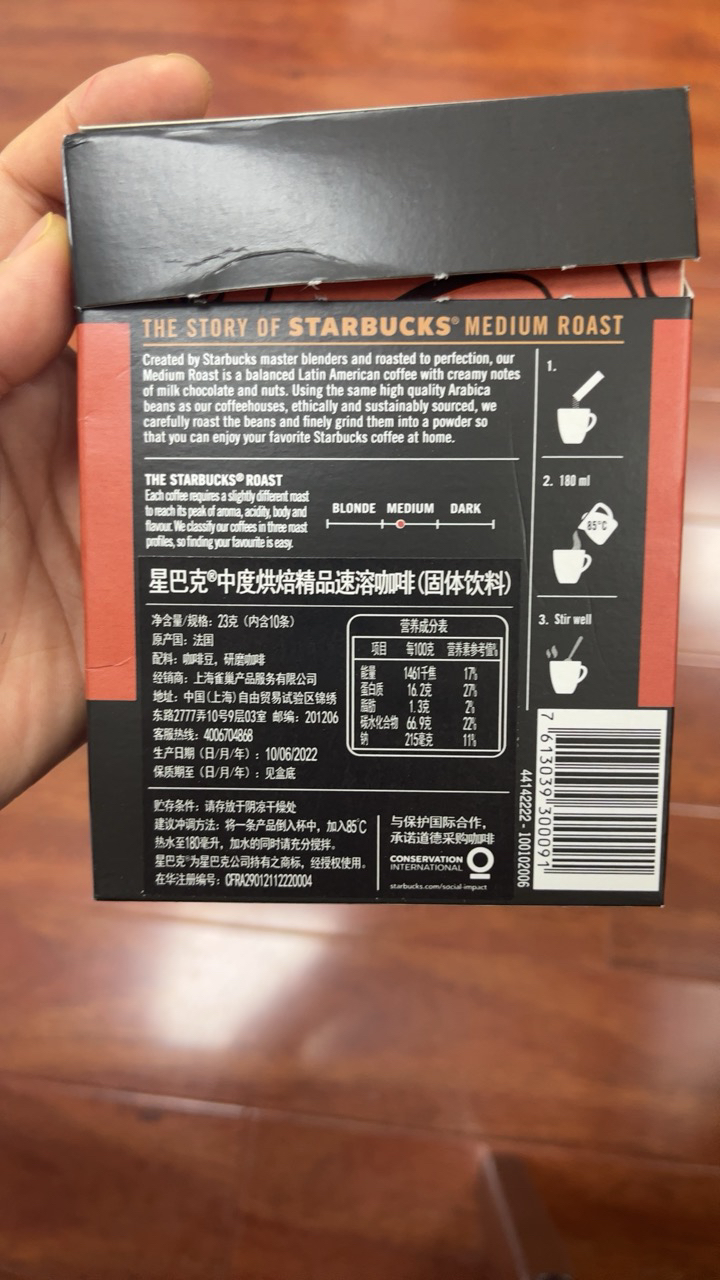 THE STORY OF STARBUCKS® MEDIUM ROAST
Created by Starbucks master blenders and roasted to perfection, our
Medium Roast is a balanced Latin American coffee with creamy notes
of milk chocolate and nuts. Using the same high quality Arabica
beans as our coffeehouses, ethically and sustainably sourced, we
carefully roast the beans and finely grind them into a powder so
that you can enjoy your favorite Starbucks coffee at home.
THE STARBUCKS® ROAST
Each coffee requires a slightly different roast
to reach its peak of aroma, acidity, body and
flavour. We classify our coffees in three roast
profiles, so finding your favourite is easy.
BLONDE MEDIUM DARK
1.
2. 180 ml
85°C
3. Stir well
星巴克®中度烘焙精品速溶咖啡(固体饮料)
净含量/规格：23克（内含10条）
原产国：法国
配料：咖啡豆，研磨咖啡
经销商：上海雀巢产品服务有限公司
地址：中国(上海)自由贸易试验区锦绣
东路2777弄10号9层03室 邮编：201206
客服热线：4006704868
生产日期（日/月/年）：10/06/2022
保质期至（日/月/年）：见盒底
营养成分表
项目 每100克 营养素参考值%
能量 1461千焦 17%
蛋白质 16.2克 27%
脂肪 1.3克 2%
碳水化合物 66.9克 22%
钠 215毫克 11%
贮存条件：请存放于阴凉干燥处
建议冲调方法：将一条产品倒入杯中，加入85℃
热水至180毫升，加水的同时请充分搅拌。
星巴克®为星巴克公司持有之商标，经授权使用。
在华注册编号：CFRA29012112220004
与保护国际合作，
承诺道德采购咖啡
CONSERVATION
INTERNATIONAL
starbucks.com/social-impact
44142222 - 100102006
7 613039 300091